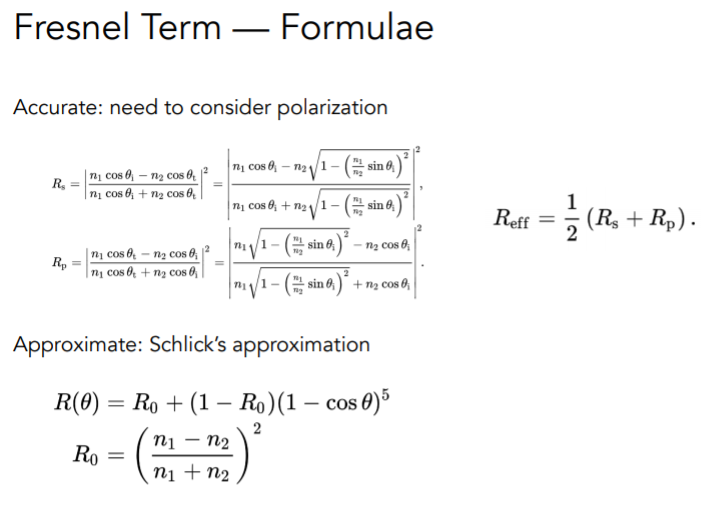 Fresnel Term — Formulae
Accurate: need to consider polarization
$R_s = \left| \frac{n_1 \cos\theta_i - n_2 \cos\theta_t}{n_1 \cos\theta_i + n_2 \cos\theta_t} \right|^2 = \left| \frac{n_1 \cos\theta_i - n_2 \sqrt{1 - \left( \frac{n_1}{n_2} \sin\theta_i \right)^2}}{n_1 \cos\theta_i + n_2 \sqrt{1 - \left( \frac{n_1}{n_2} \sin\theta_i \right)^2}} \right|^2,$
$R_p = \left| \frac{n_1 \cos\theta_t - n_2 \cos\theta_i}{n_1 \cos\theta_t + n_2 \cos\theta_i} \right|^2 = \left| \frac{n_1 \sqrt{1 - \left( \frac{n_1}{n_2} \sin\theta_i \right)^2} - n_2 \cos\theta_i}{n_1 \sqrt{1 - \left( \frac{n_1}{n_2} \sin\theta_i \right)^2} + n_2 \cos\theta_i} \right|^2.$
$R_{\text{eff}} = \frac{1}{2} (R_s + R_p).$
Approximate: Schlick's approximation
$R(\theta) = R_0 + (1 - R_0)(1 - \cos\theta)^5$
$R_0 = \left( \frac{n_1 - n_2}{n_1 + n_2} \right)^2$